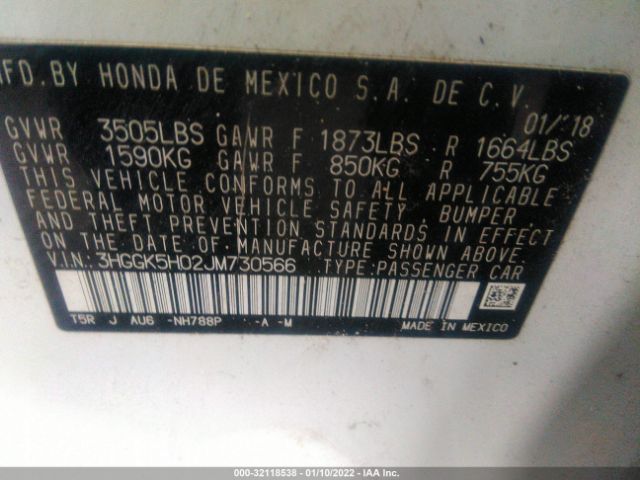 MFD. BY HONDA DE MEXICO S.A. DE C.V.
01/'18
GVWR 3505LBS GAWR F 1873LBS R 1664LBS
GVWR 1590KG GAWR F 850KG R 755KG
THIS VEHICLE CONFORMS TO ALL APPLICABLE
FEDERAL MOTOR VEHICLE SAFETY, BUMPER
AND THEFT PREVENTION STANDARDS IN EFFECT
ON THE DATE OF MANUFACTURE SHOWN ABOVE.
V.I.N.: 3HGGK5H02JM730566 TYPE:PASSENGER CAR
T5R J AU6 -NH788P -A -M
MADE IN MEXICO
000-32118538 - 01/10/2022 - IAA Inc.